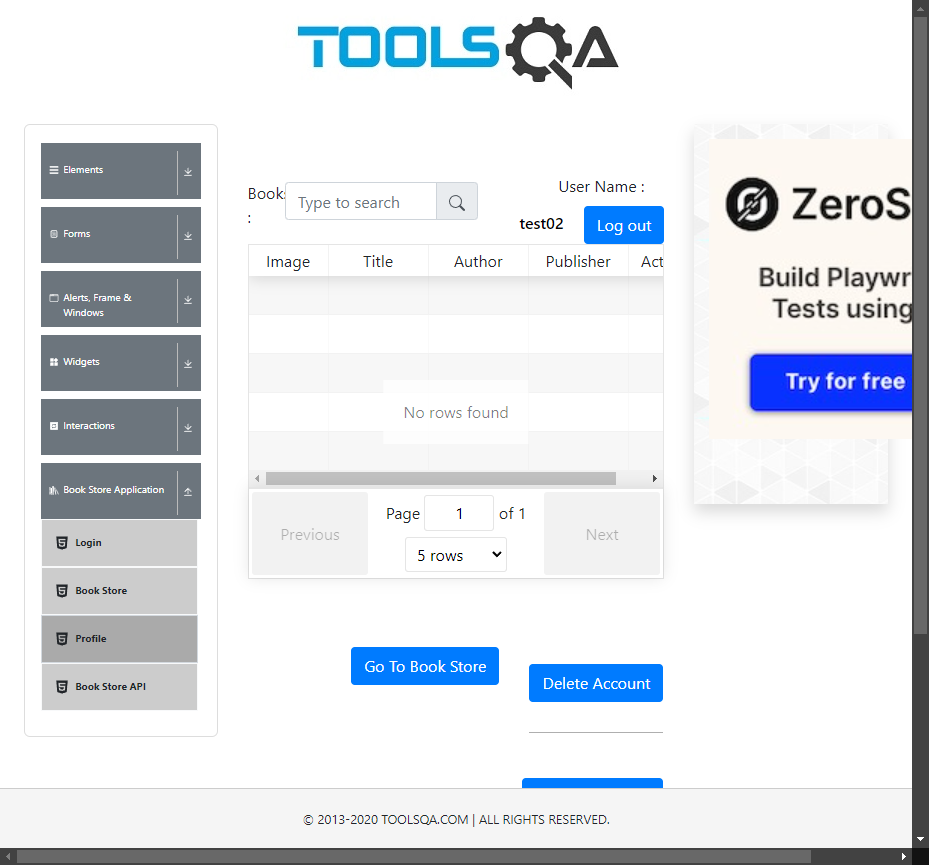 TOOLSQA
Elements
Forms
Alerts, Frame &
Windows
Widgets
Interactions
Book Store Application
Login
Book Store
Profile
Book Store API
Books
:
Type to search
User Name :
test02
Log out
Image
Title
Author
Publisher
Act
No rows found
Previous
Page
1
of 1
5 rows
Next
Go To Book Store
Delete Account
ZeroS
Build Playwr
Tests using
Try for free
© 2013-2020 TOOLSQA.COM | ALL RIGHTS RESERVED.